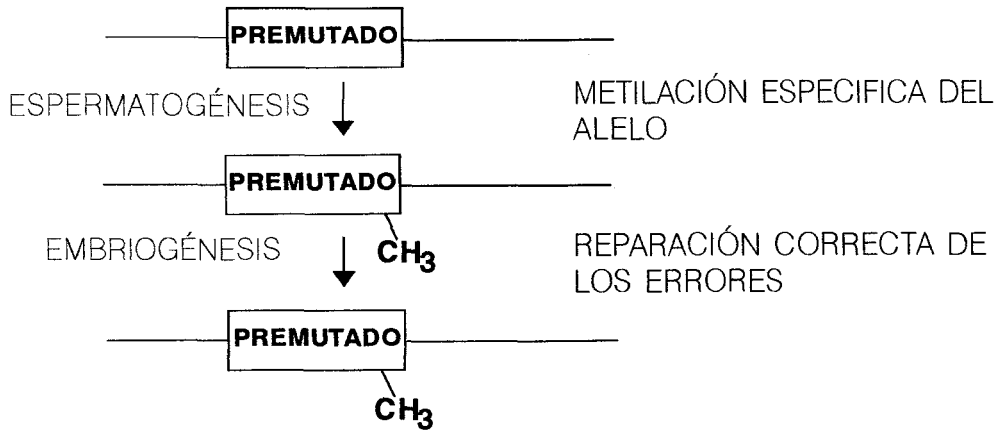 PREMUTADO
ESPERMATOGÉNESIS
METILACIÓN ESPECIFICA DEL
ALELO
PREMUTADO
CH3
EMBRIOGÉNESIS
REPARACIÓN CORRECTA DE
LOS ERRORES
PREMUTADO
CH3